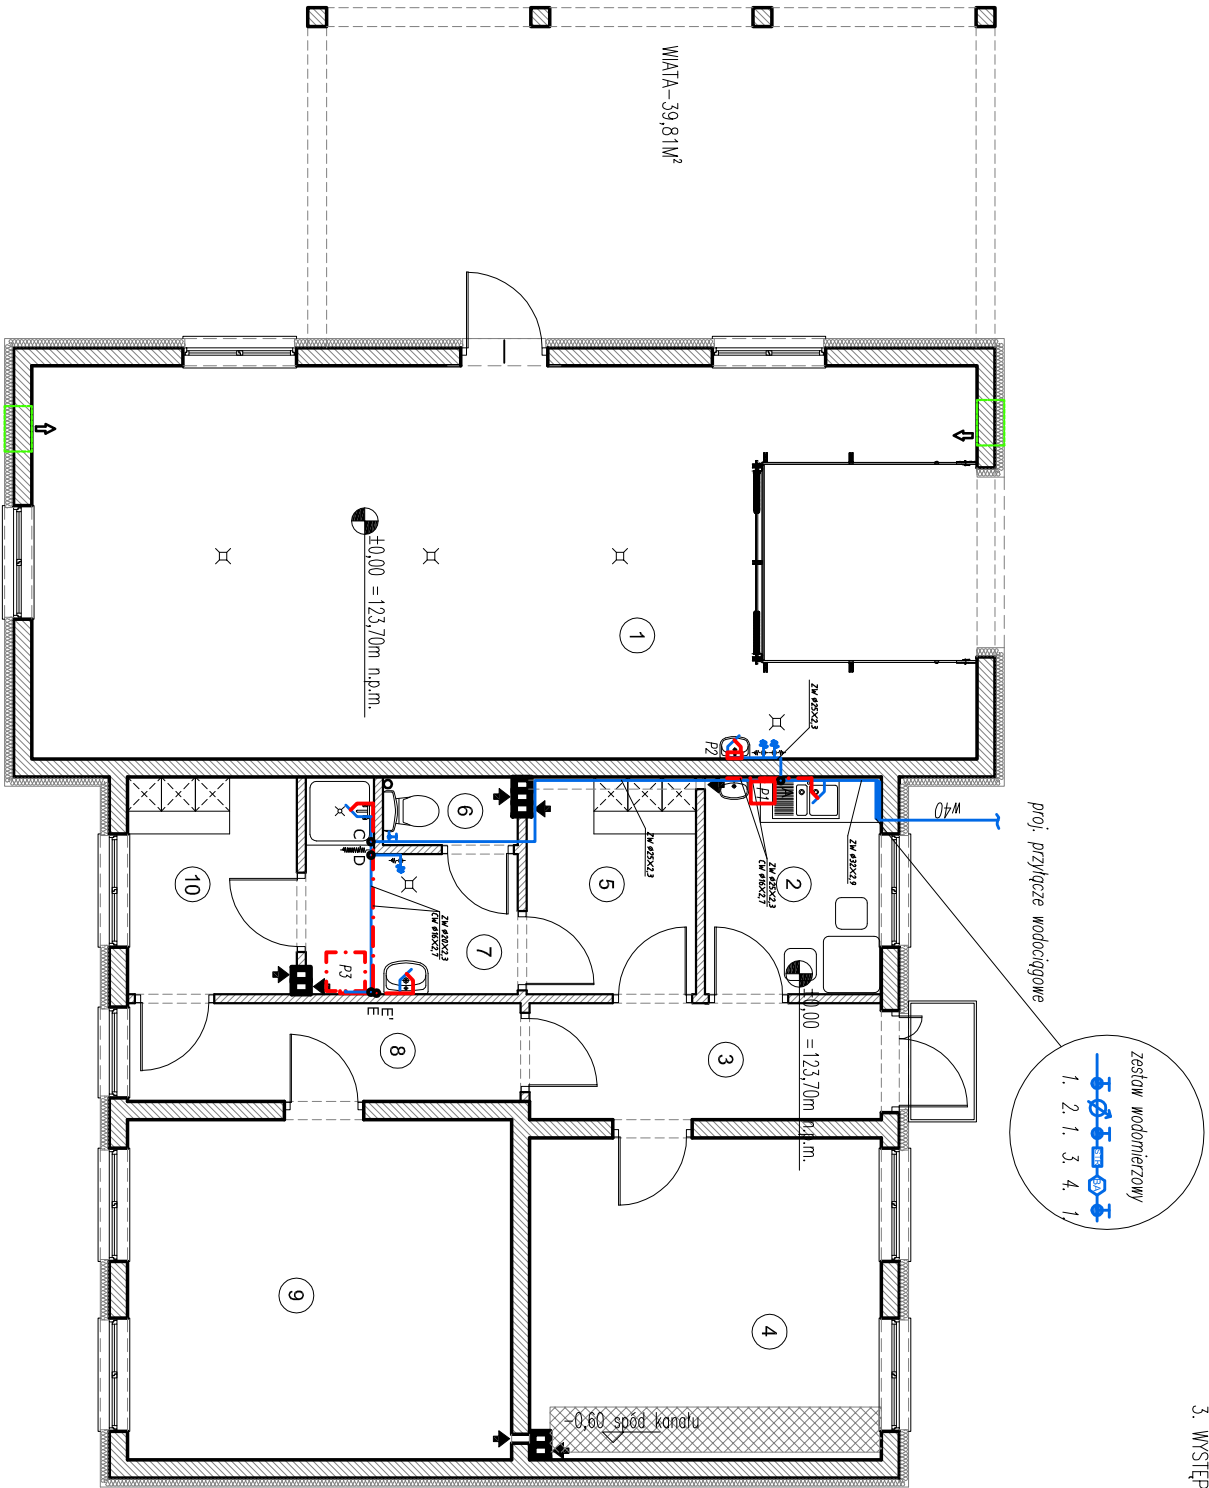 3. WYSTĘP
proj. przyłącze wodociągowe
zestaw wodomierzowy
1. 2. 1. 3. 4. 1.
STR
BA
w40
WIATA-39,81M²
±0,00 =123,70m n.p.m.
1
ZW ø25X2,3
P2
P1
A
ZW ø32X2,9
2
ZW ø25X2,3
CW ø16X2,7
ZW ø25X2,3
5
6
C
D
7
ZW ø20X2,3
CW ø16X2,7
10
P3
E'
E
8
3
±0,00 =123,70m n.p.m.
9
4
-0,60 spód kanału